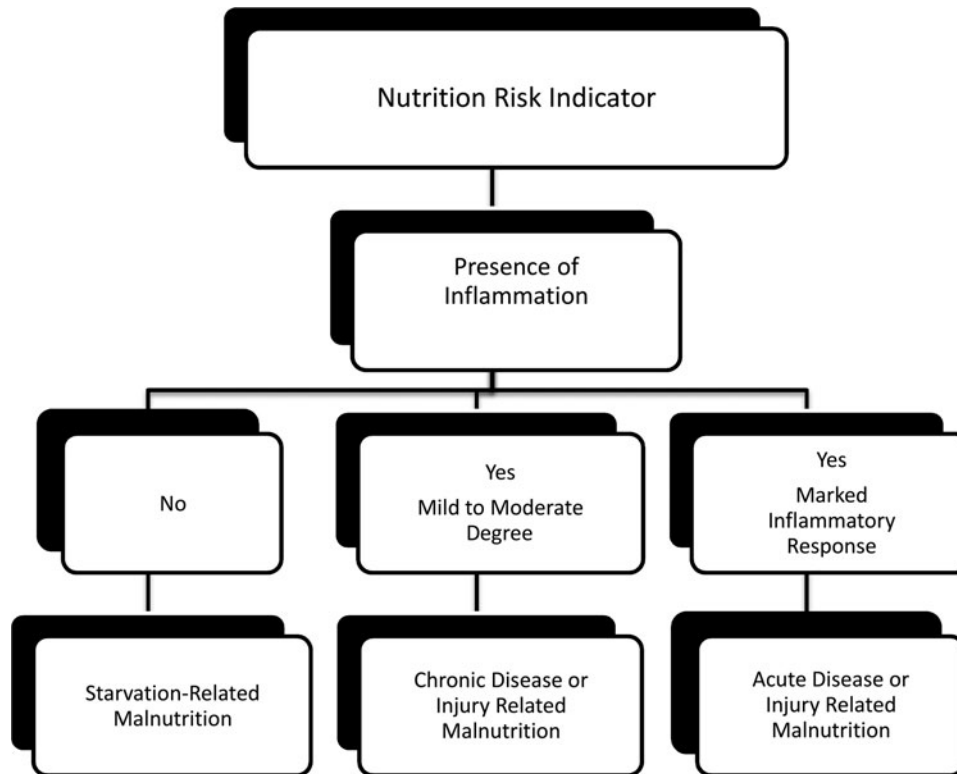 Nutrition Risk Indicator
Presence of
Inflammation
No
Yes
Mild to Moderate
Degree
Yes
Marked
Inflammatory
Response
Starvation-Related
Malnutrition
Chronic Disease or
Injury Related
Malnutrition
Acute Disease or
Injury Related
Malnutrition